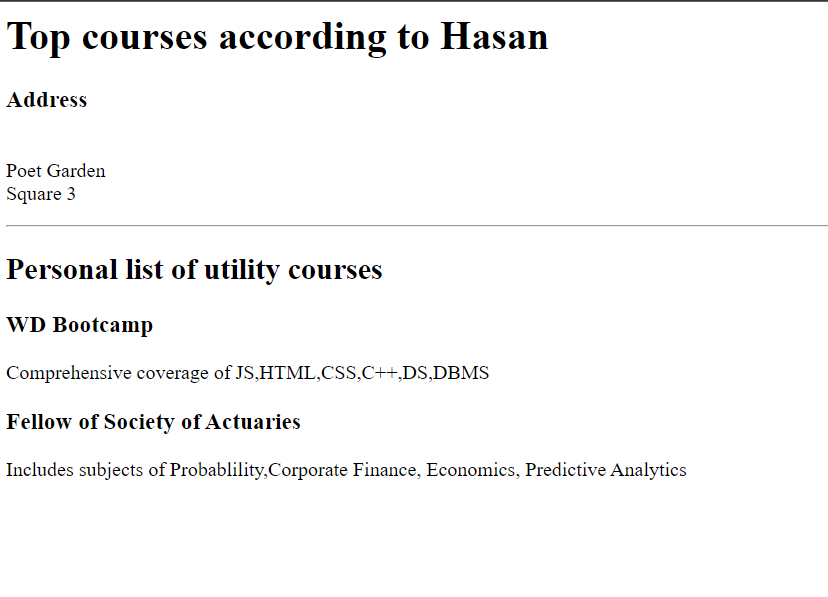 Top courses according to Hasan
Address
Poet Garden
Square 3
Personal list of utility courses
WD Bootcamp
Comprehensive coverage of JS,HTML,CSS,C++,DS,DBMS
Fellow of Society of Actuaries
Includes subjects of Probablility,Corporate Finance, Economics, Predictive Analytics